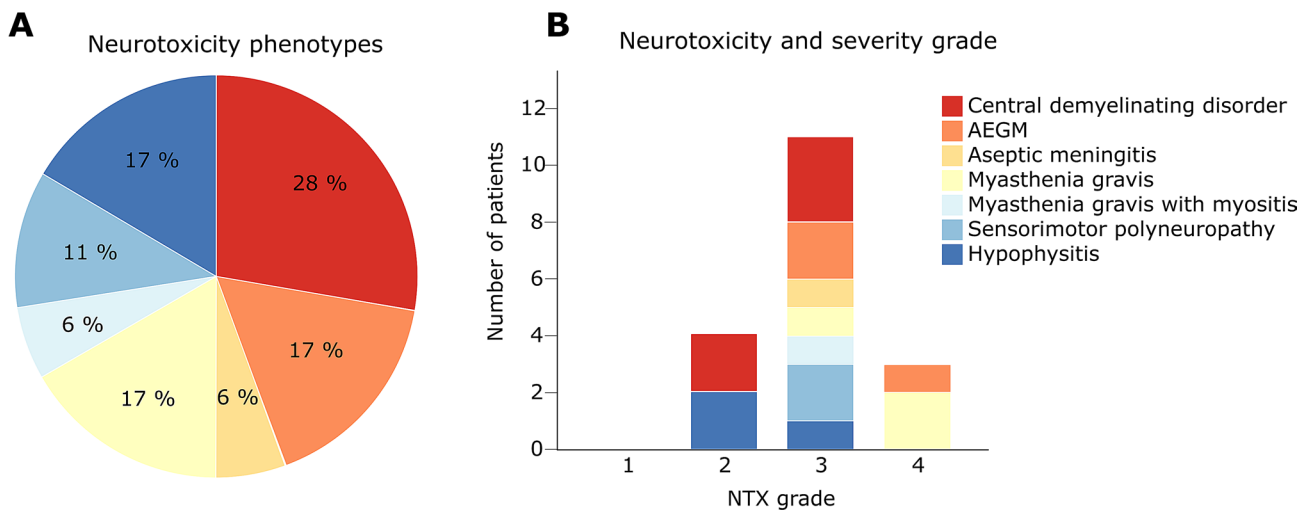 A
Neurotoxicity phenotypes
17 %
28 %
11 %
6 %
17 %
17 %
6 %
B
Neurotoxicity and severity grade
Number of patients
12
10
8
6
4
2
0
1 2 3 4
NTX grade
Central demyelinating disorder
AEGM
Aseptic meningitis
Myasthenia gravis
Myasthenia gravis with myositis
Sensorimotor polyneuropathy
Hypophysitis